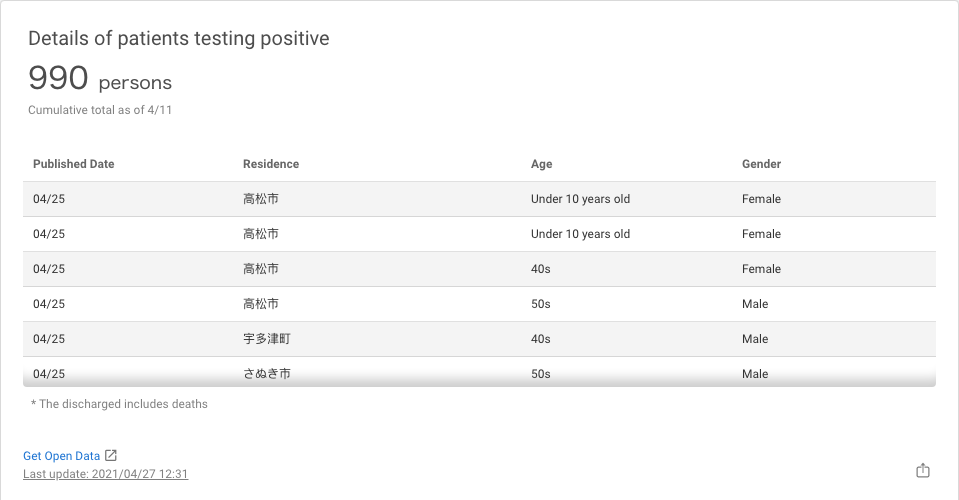 Details of patients testing positive
990 persons
Cumulative total as of 4/11
Published Date Residence Age Gender
04/25 高松市 Under 10 years old Female
04/25 高松市 Under 10 years old Female
04/25 高松市 40s Female
04/25 高松市 50s Male
04/25 宇多津町 40s Male
04/25 さぬき市 50s Male
* The discharged includes deaths
Get Open Data
Last update: 2021/04/27 12:31